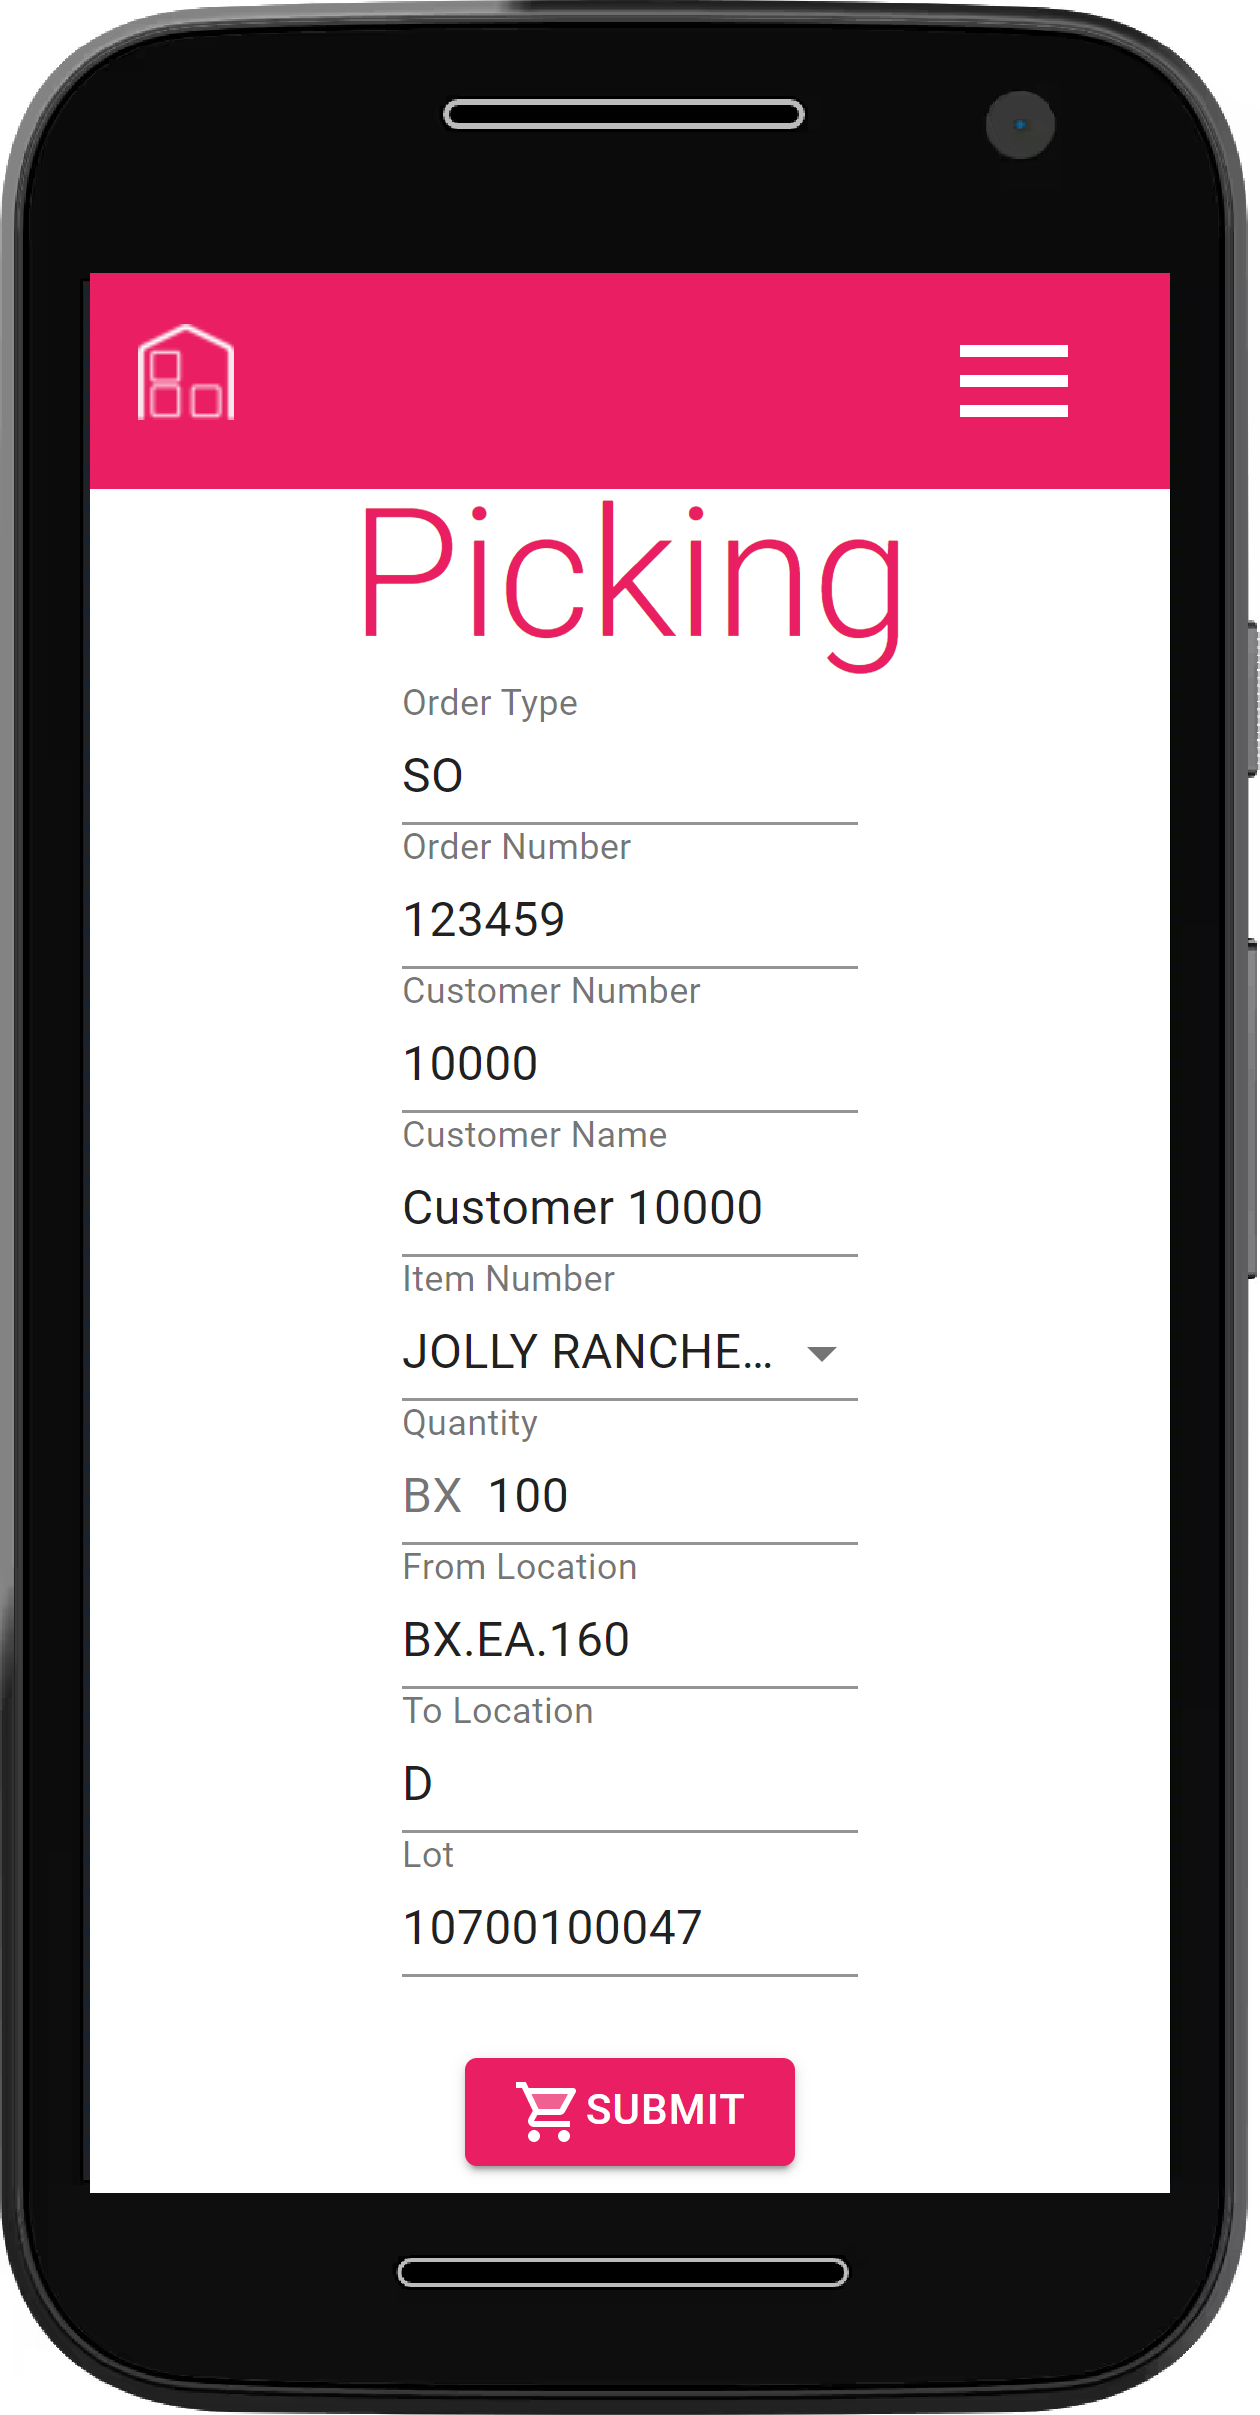 Picking
Order Type
SO
Order Number
123459
Customer Number
10000
Customer Name
Customer 10000
Item Number
JOLLY RANCHE...
Quantity
BX 100
From Location
BX.EA.160
To Location
D
Lot
10700100047
SUBMIT